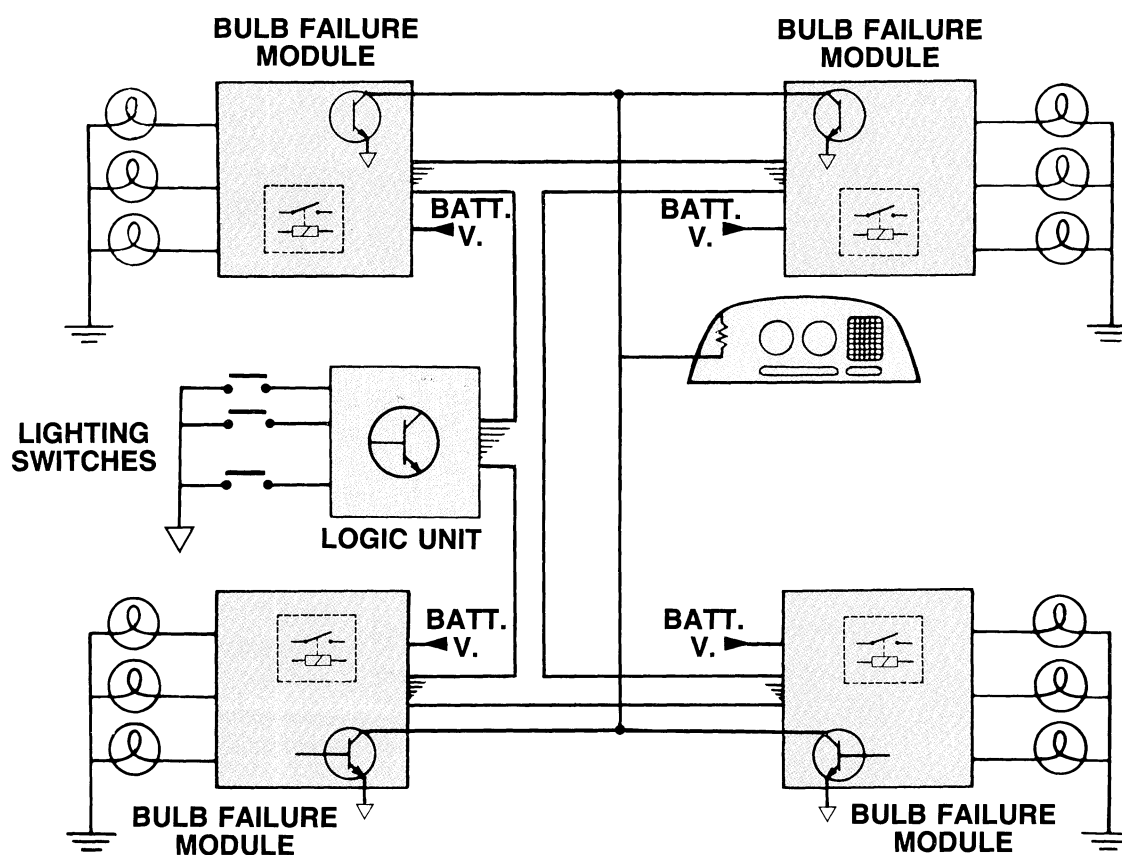 BULB FAILURE
MODULE
BULB FAILURE
MODULE
BATT.
V.
BATT.
V.
LIGHTING
SWITCHES
LOGIC UNIT
BATT.
V.
BATT.
V.
BULB FAILURE
MODULE
BULB FAILURE
MODULE